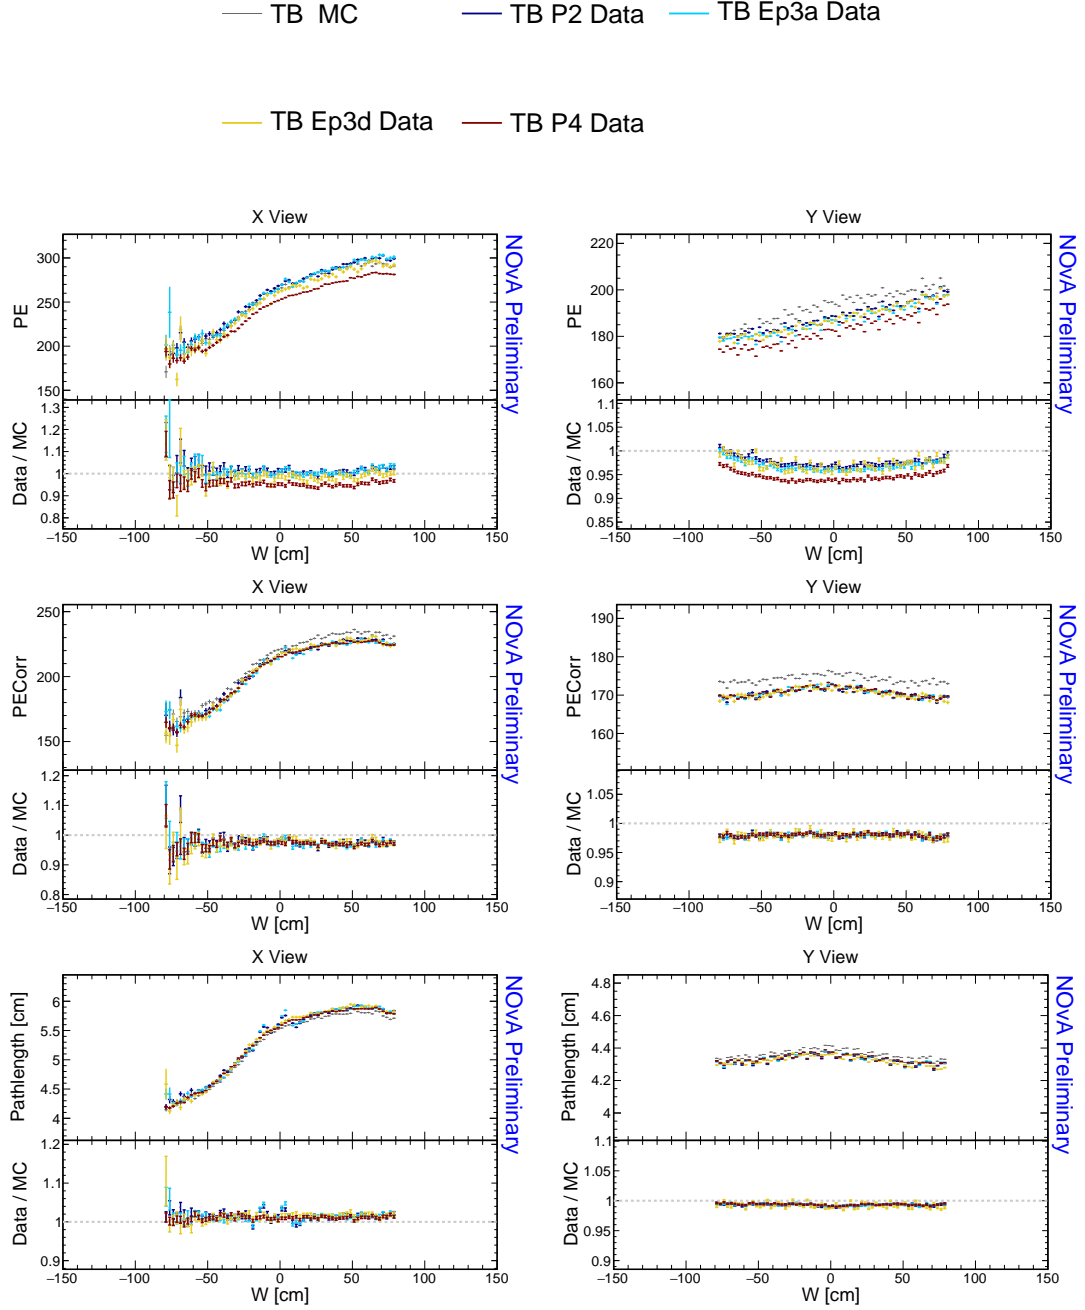 TB MC
TB P2 Data
TB Ep3a Data
TB Ep3d Data
TB P4 Data
X View
PE
300
250
200
150
Data / MC
1.3
1.2
1.1
1
0.9
0.8
−150 −100 −50 0 50 100 150
W [cm]
NOvA Preliminary
Y View
PE
220
200
180
160
Data / MC
1.1
1.05
1
0.95
0.9
0.85
−150 −100 −50 0 50 100 150
W [cm]
NOvA Preliminary
X View
PECorr
250
200
150
Data / MC
1.2
1.1
1
0.9
0.8
−150 −100 −50 0 50 100 150
W [cm]
NOvA Preliminary
Y View
PECorr
190
180
170
160
Data / MC
1.05
1
0.95
0.9
−150 −100 −50 0 50 100 150
W [cm]
NOvA Preliminary
X View
Pathlength [cm]
6
5.5
5
4.5
4
Data / MC
1.2
1.1
1
0.9
−150 −100 −50 0 50 100 150
W [cm]
NOvA Preliminary
Y View
Pathlength [cm]
4.8
4.6
4.4
4.2
4
Data / MC
1.1
1.05
1
0.95
0.9
−150 −100 −50 0 50 100 150
W [cm]
NOvA Preliminary